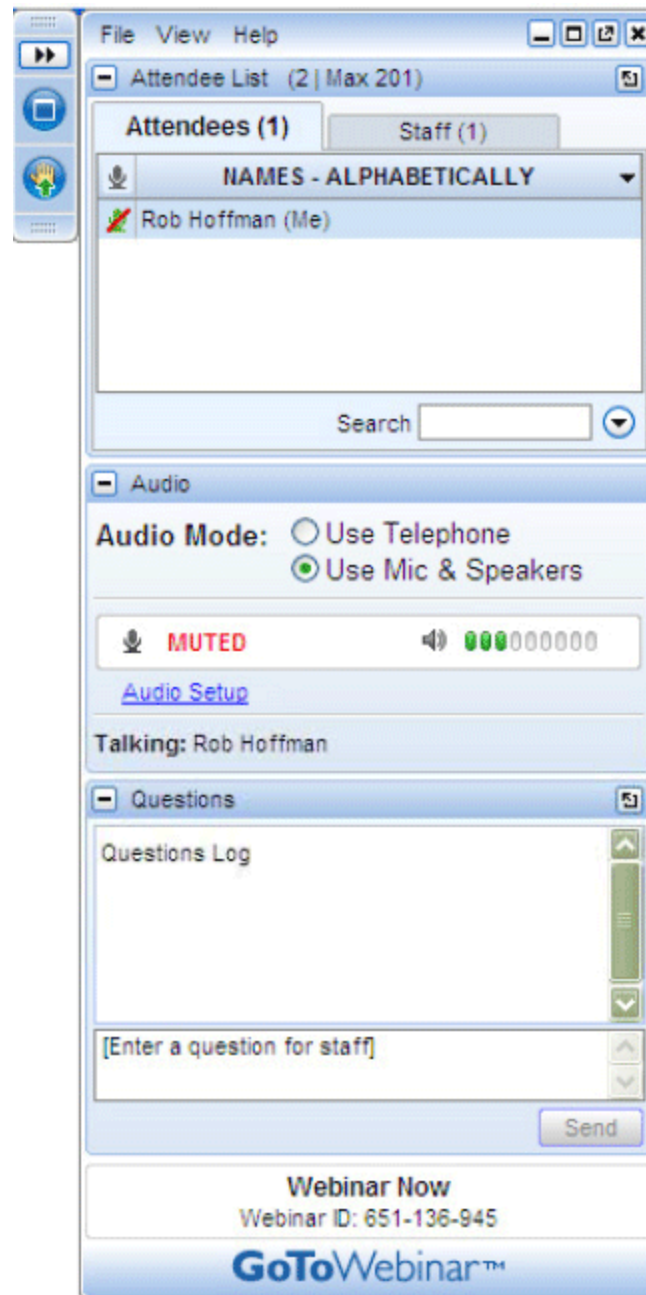 File View Help
Attendee List (2 | Max 201)
Attendees (1) Staff (1)
NAMES - ALPHABETICALLY
Rob Hoffman (Me)
Search
Audio
Audio Mode: Use Telephone
Use Mic & Speakers
MUTED
Audio Setup
Talking: Rob Hoffman
Questions
Questions Log
[Enter a question for staff]
Send
Webinar Now
Webinar ID: 651-136-945
GoToWebinar™